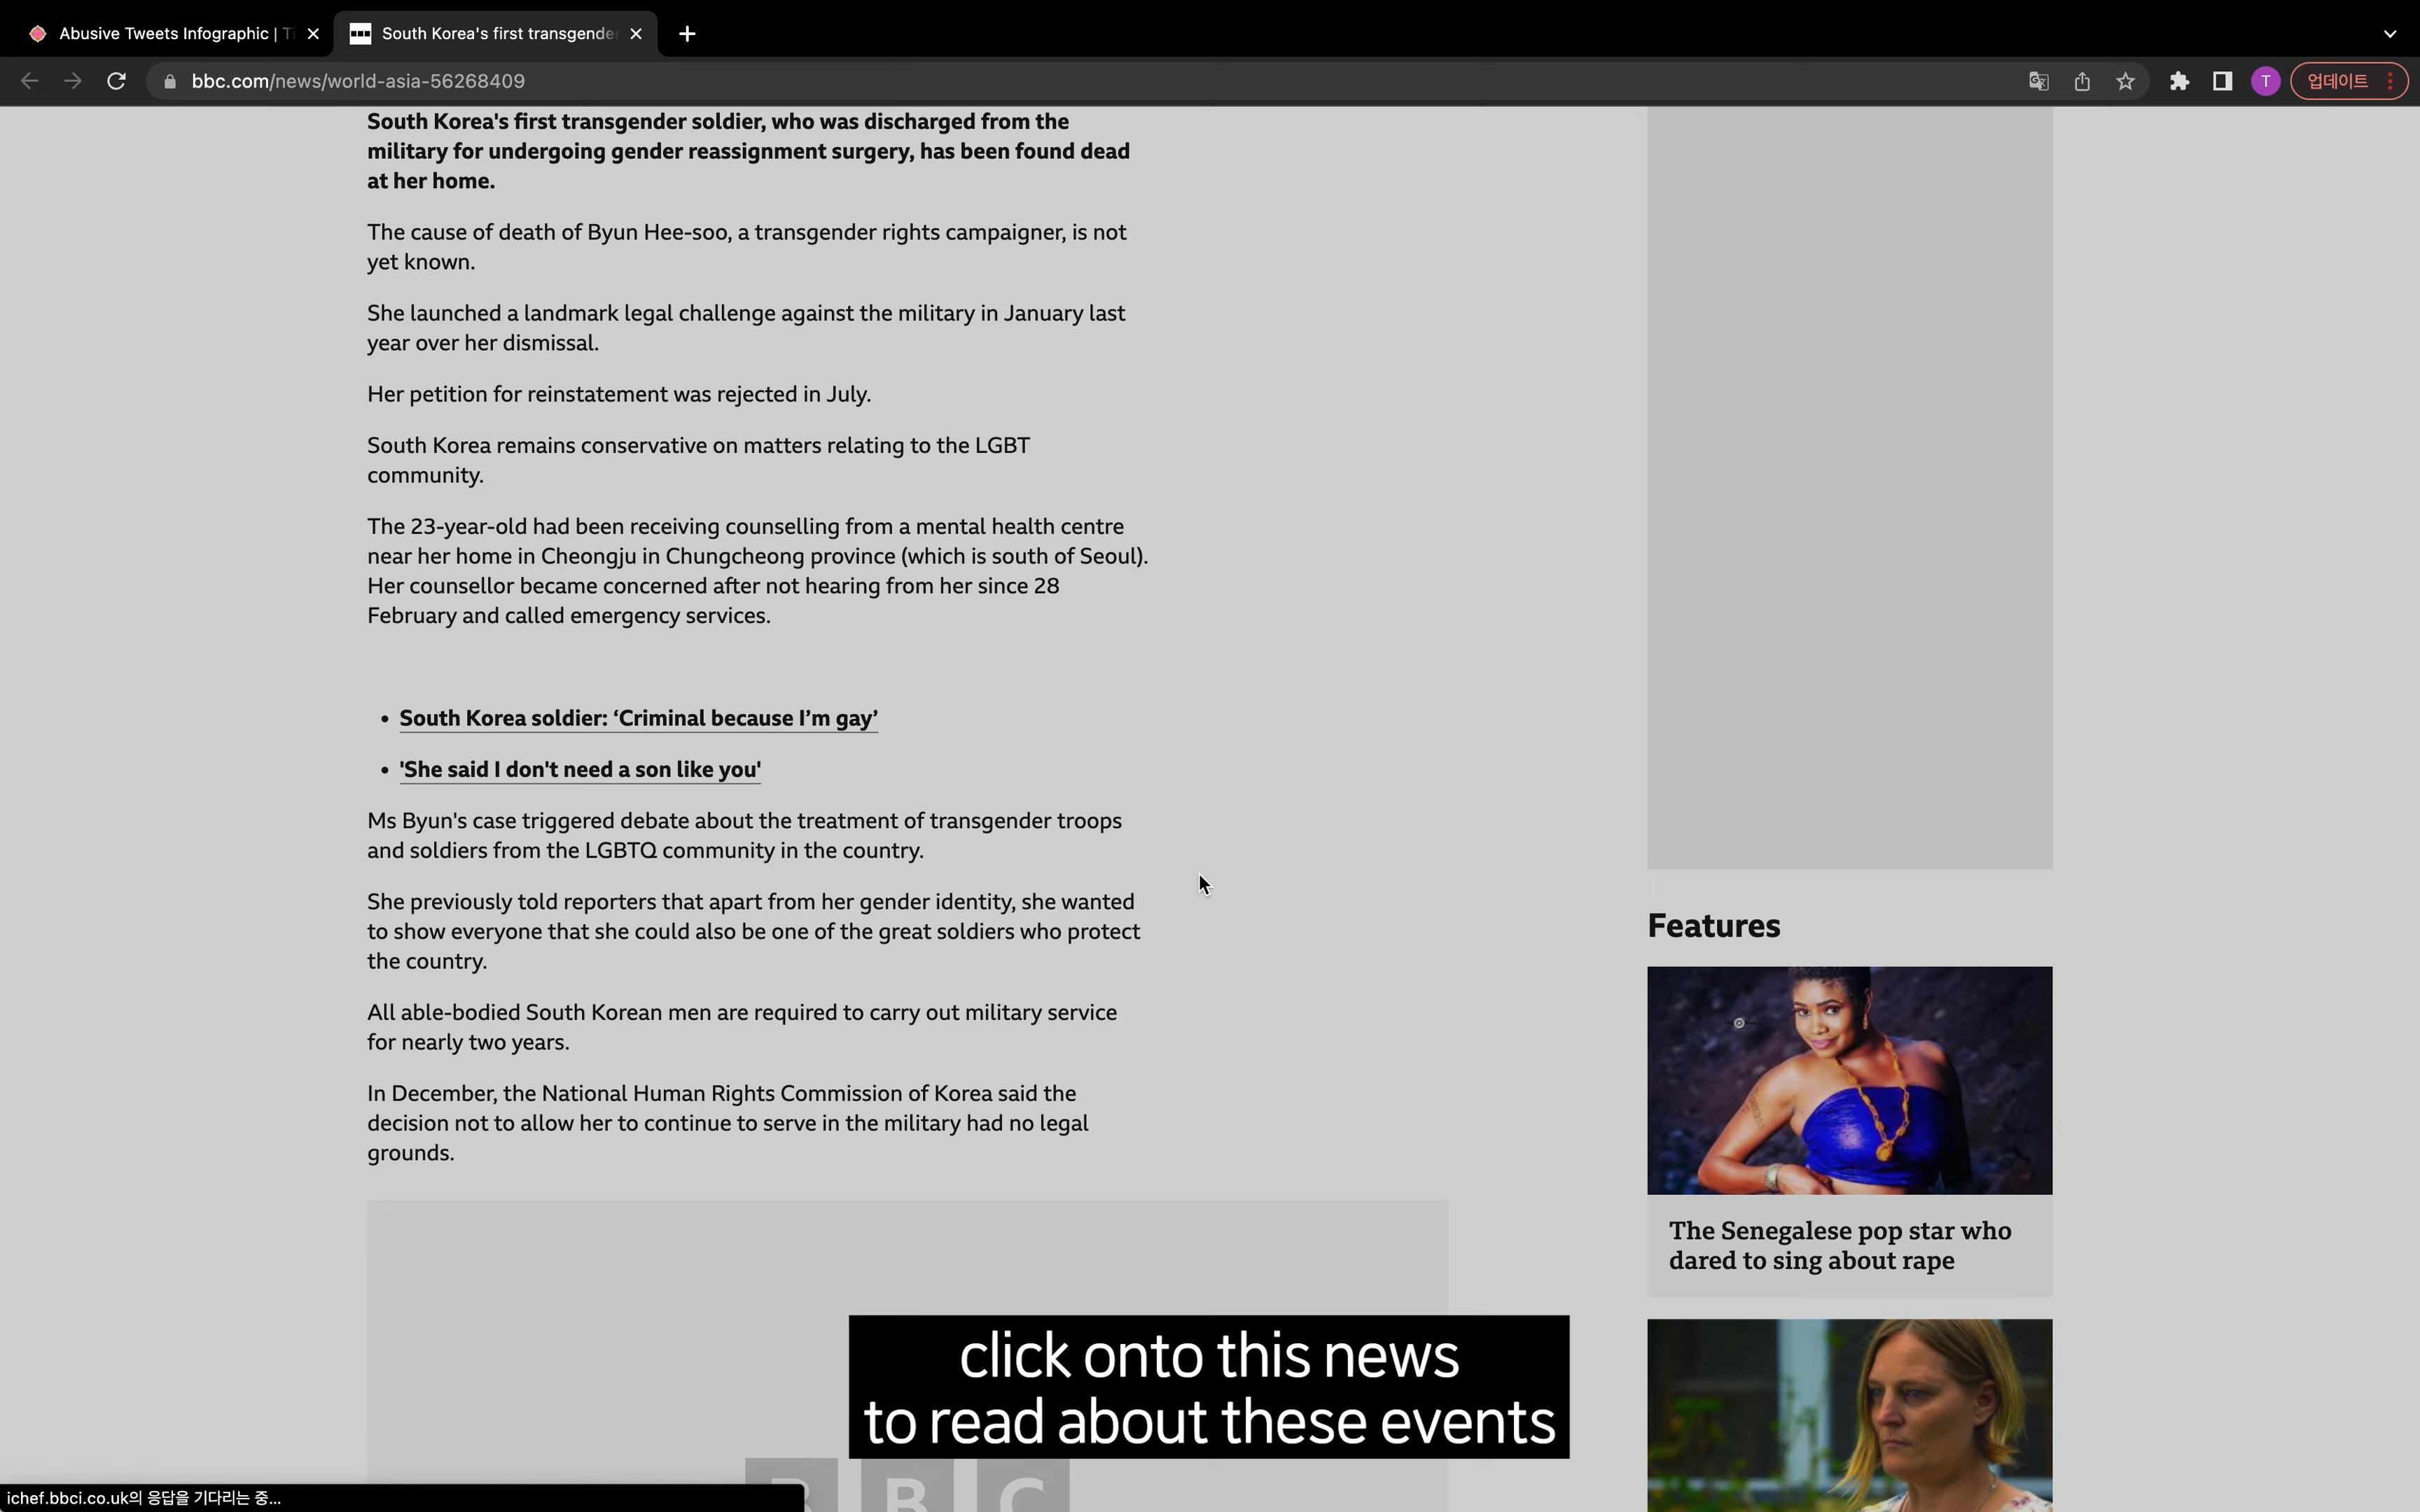 Abusive Tweets Infographic | Ti
South Korea's first transgender
bbc.com/news/world-asia-56268409
T
업데이트
South Korea's first transgender soldier, who was discharged from the
military for undergoing gender reassignment surgery, has been found dead
at her home.
The cause of death of Byun Hee-soo, a transgender rights campaigner, is not
yet known.
She launched a landmark legal challenge against the military in January last
year over her dismissal.
Her petition for reinstatement was rejected in July.
South Korea remains conservative on matters relating to the LGBT
community.
The 23-year-old had been receiving counselling from a mental health centre
near her home in Cheongju in Chungcheong province (which is south of Seoul).
Her counsellor became concerned after not hearing from her since 28
February and called emergency services.
• South Korea soldier: ‘Criminal because I’m gay’
• 'She said I don't need a son like you'
Ms Byun's case triggered debate about the treatment of transgender troops
and soldiers from the LGBTQ community in the country.
She previously told reporters that apart from her gender identity, she wanted
to show everyone that she could also be one of the great soldiers who protect
the country.
All able-bodied South Korean men are required to carry out military service
for nearly two years.
In December, the National Human Rights Commission of Korea said the
decision not to allow her to continue to serve in the military had no legal
grounds.
Features
The Senegalese pop star who
dared to sing about rape
click onto this news
to read about these events
BBC
ichef.bbci.co.uk의 응답을 기다리는 중...